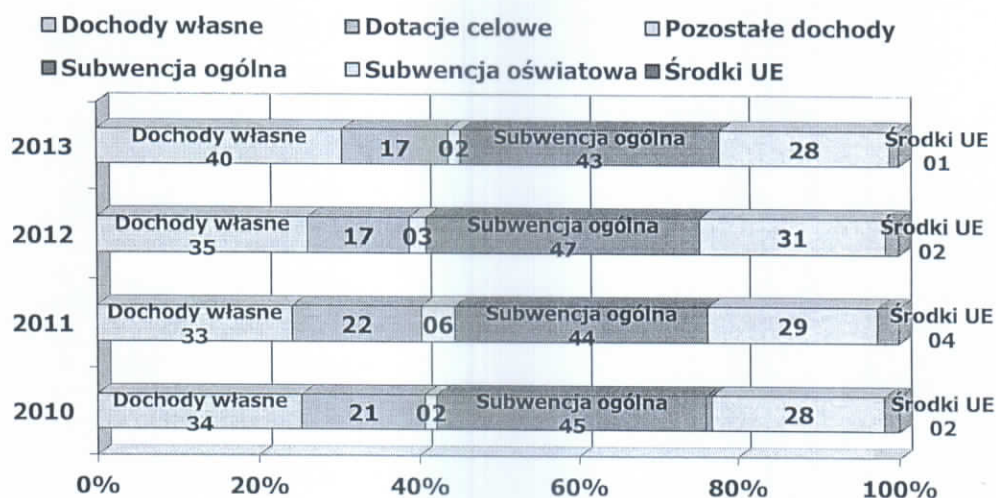 Dochody własne Dotacje celowe Pozostałe dochody
Subwencja ogólna Subwencja oświatowa Środki UE
2013 Dochody własne 40 17 02 Subwencja ogólna 43 28 Środki UE 01
2012 Dochody własne 35 17 03 Subwencja ogólna 47 31 Środki UE 02
2011 Dochody własne 33 22 06 Subwencja ogólna 44 29 Środki UE 04
2010 Dochody własne 34 21 02 Subwencja ogólna 45 28 Środki UE 02
0% 20% 40% 60% 80% 100%